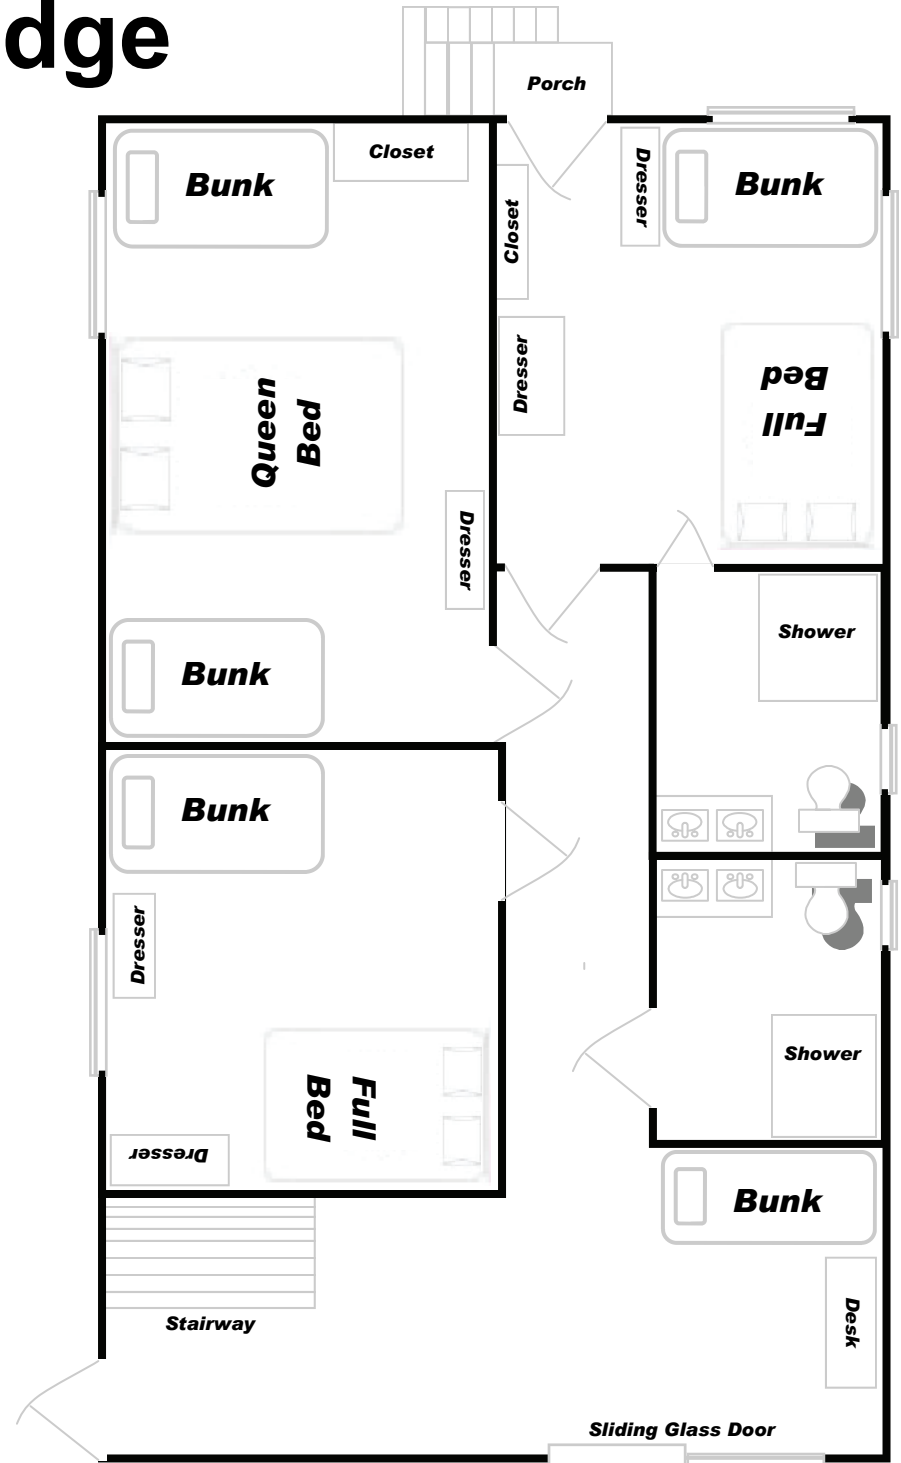 dge
Porch
Bunk
Closet
Dresser
Bunk
Closet
Dresser
Queen
Bed
Full
Bed
Dresser
Shower
Bunk
Bunk
Dresser
Full
Bed
Shower
Dresser
Bunk
Desk
Stairway
Sliding Glass Door